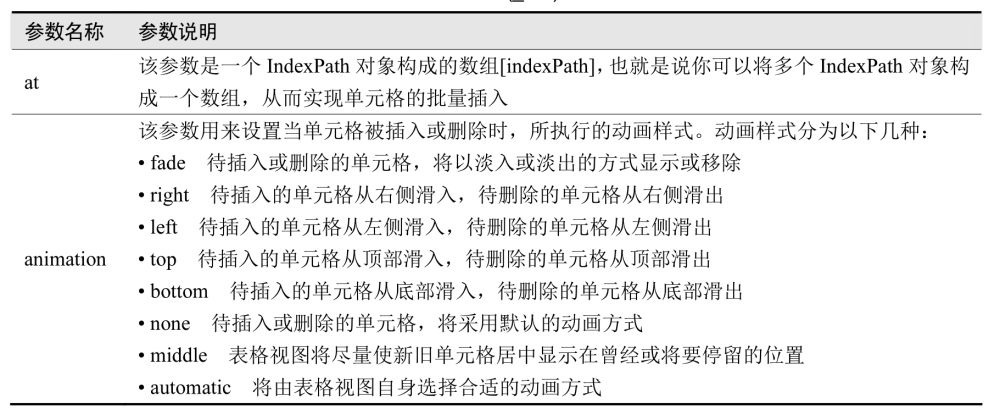 参数名称 参数说明
at
该参数是一个 IndexPath 对象构成的数组[indexPath]，也就是说你可以将多个 IndexPath 对象构
成一个数组，从而实现单元格的批量插入
animation
该参数用来设置当单元格被插入或删除时，所执行的动画样式。动画样式分为以下几种：
• fade 待插入或删除的单元格，将以淡入或淡出的方式显示或移除
• right 待插入的单元格从右侧滑入，待删除的单元格从右侧滑出
• left 待插入的单元格从左侧滑入，待删除的单元格从左侧滑出
• top 待插入的单元格从顶部滑入，待删除的单元格从顶部滑出
• bottom 待插入的单元格从底部滑入，待删除的单元格从底部滑出
• none 待插入或删除的单元格，将采用默认的动画方式
• middle 表格视图将尽量使新旧单元格居中显示在曾经或将要停留的位置
• automatic 将由表格视图自身选择合适的动画方式